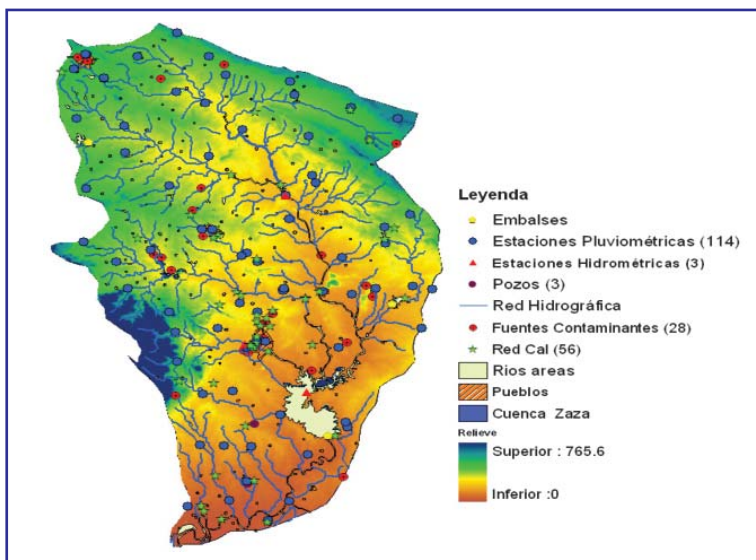 Leyenda
Embalses
Estaciones Pluviométricas (114)
Estaciones Hidrométricas (3)
Pozos (3)
Red Hidrográfica
Fuentes Contaminantes (28)
Red Cal (56)
Rios areas
Pueblos
Cuenca Zaza
Relieve
Superior : 765.6
Inferior :0